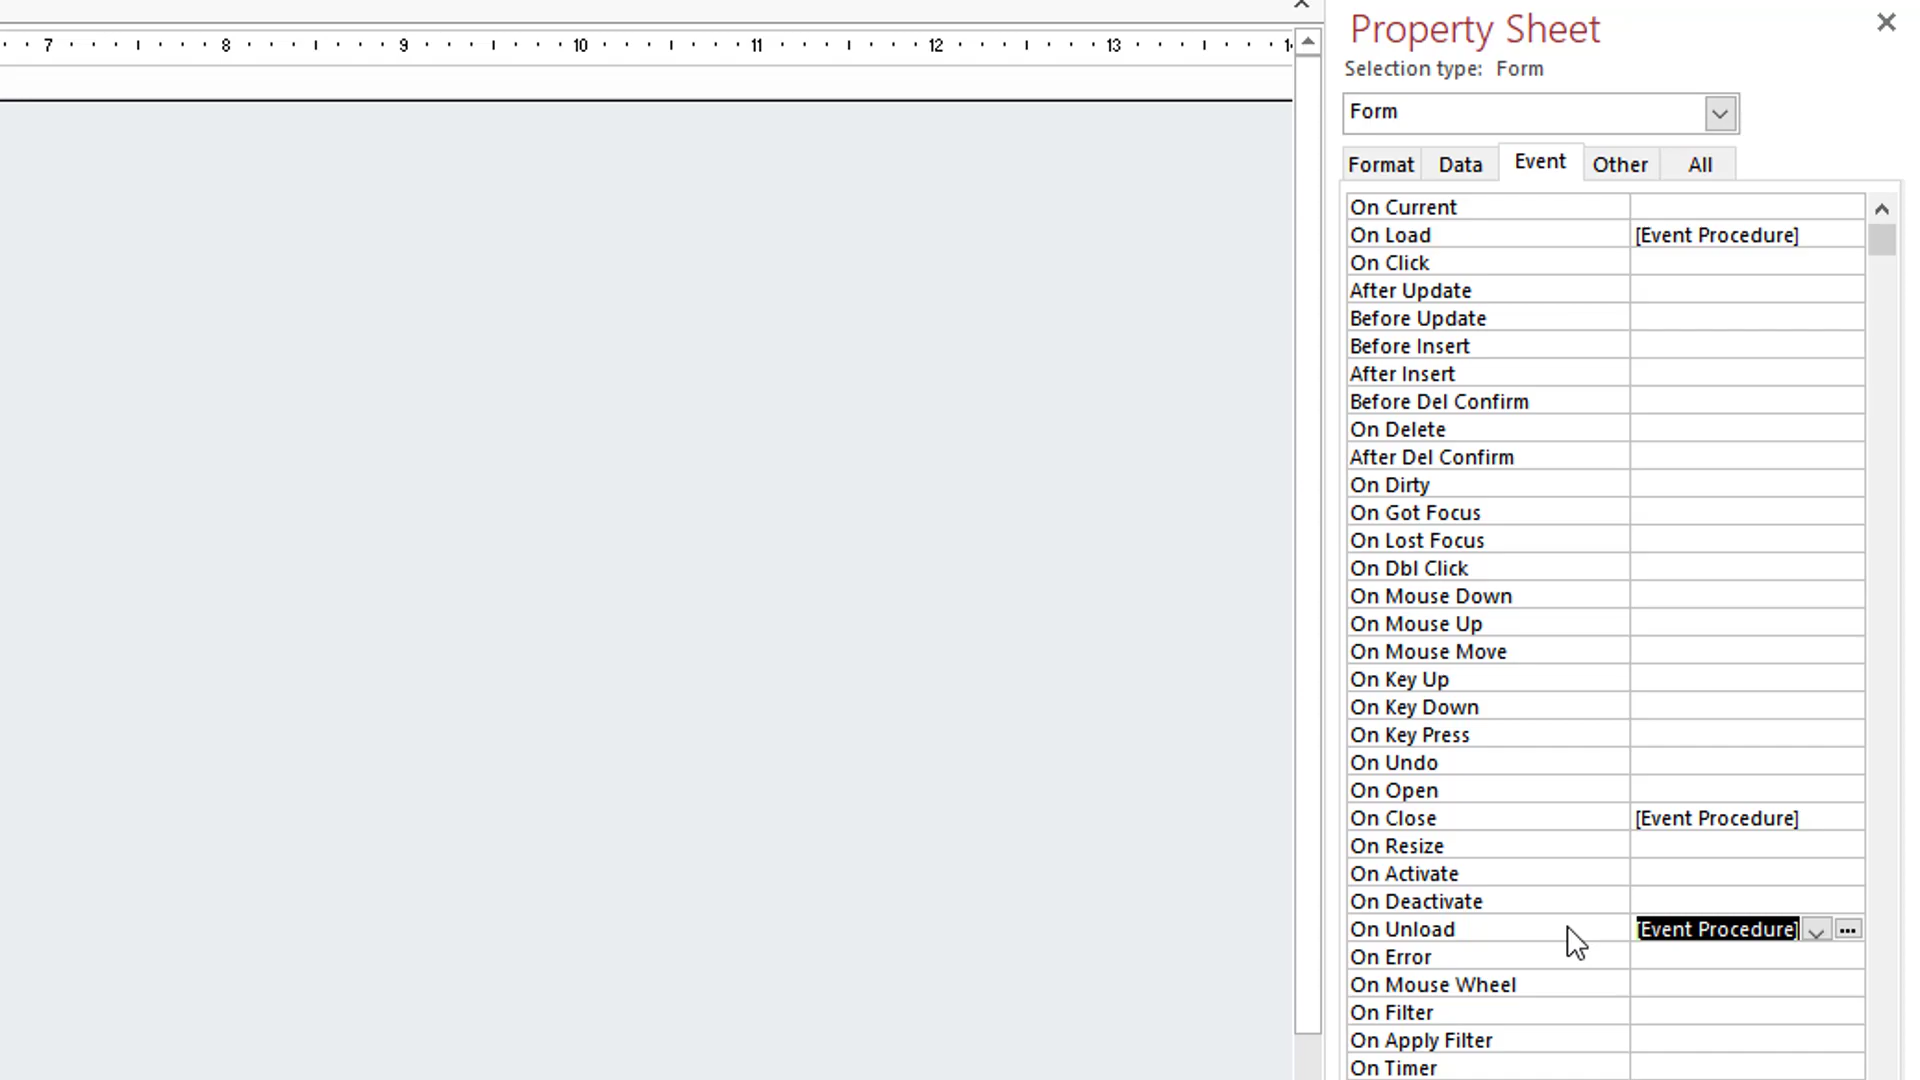 7 8 9 10 11 12 13
Property Sheet
Selection type: Form
Form
Format Data Event Other All
On Current
On Load [Event Procedure]
On Click
After Update
Before Update
Before Insert
After Insert
Before Del Confirm
On Delete
After Del Confirm
On Dirty
On Got Focus
On Lost Focus
On Dbl Click
On Mouse Down
On Mouse Up
On Mouse Move
On Key Up
On Key Down
On Key Press
On Undo
On Open
On Close [Event Procedure]
On Resize
On Activate
On Deactivate
On Unload [Event Procedure]
On Error
On Mouse Wheel
On Filter
On Apply Filter
On Timer